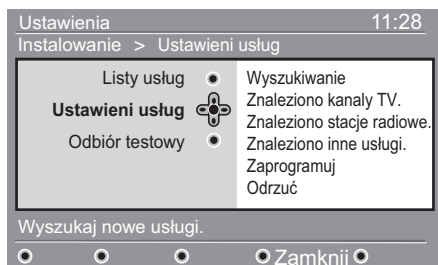 Ustawienia 11:28
Instalowanie > Ustawieni usług
Listy usług
Ustawieni usług
Odbiór testowy
Wyszukiwanie
Znaleziono kanały TV.
Znaleziono stacje radiowe.
Znaleziono inne usługi.
Zaprogramuj
Odrzuć
Wyszukaj nowe usługi.
Zamknij